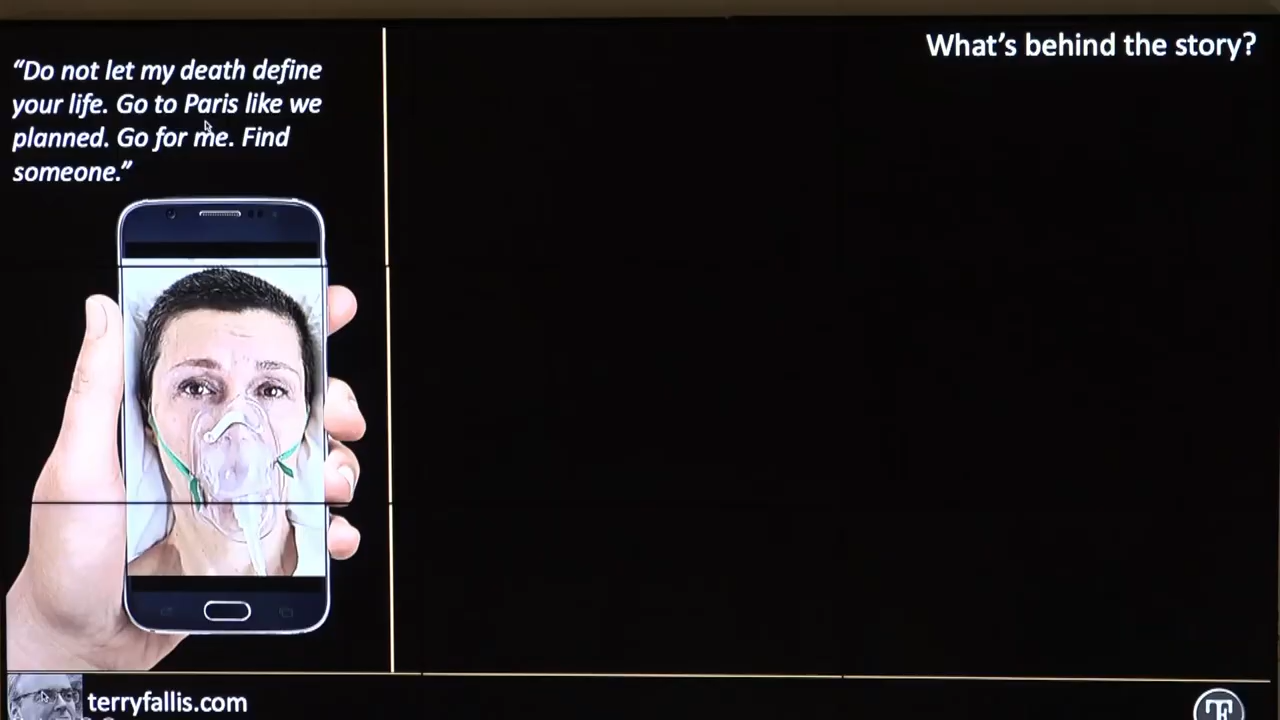 What's behind the story?
“Do not let my death define
your life. Go to Paris like we
planned. Go for me. Find
someone.”
terryfallis.com
TF